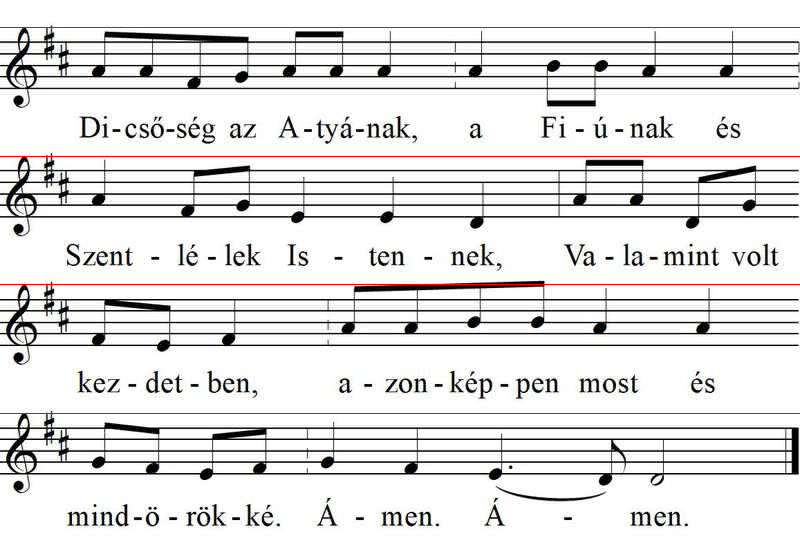 Di-cső-ség az A-tyá-nak, a Fi-ú-nak és
Szent-lé-lek Is-ten-nek, Va-la-mint volt
kez-det-ben, a-zon-kép-pen most és
mind-ö-rök-ké. Á-men. Á-men.